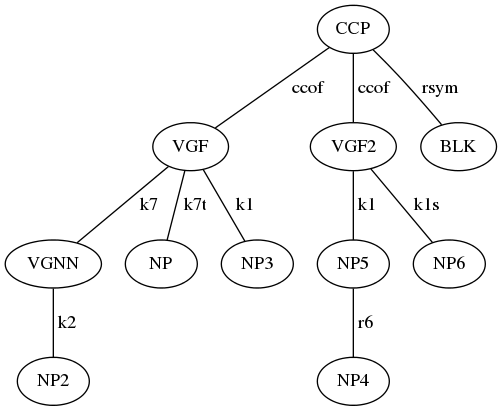 CCP
ccof ccof rsym
VGF VGF2 BLK
k7 k7t k1 k1 k1s
VGNN NP NP3 NP5 NP6
k2 r6
NP2 NP4